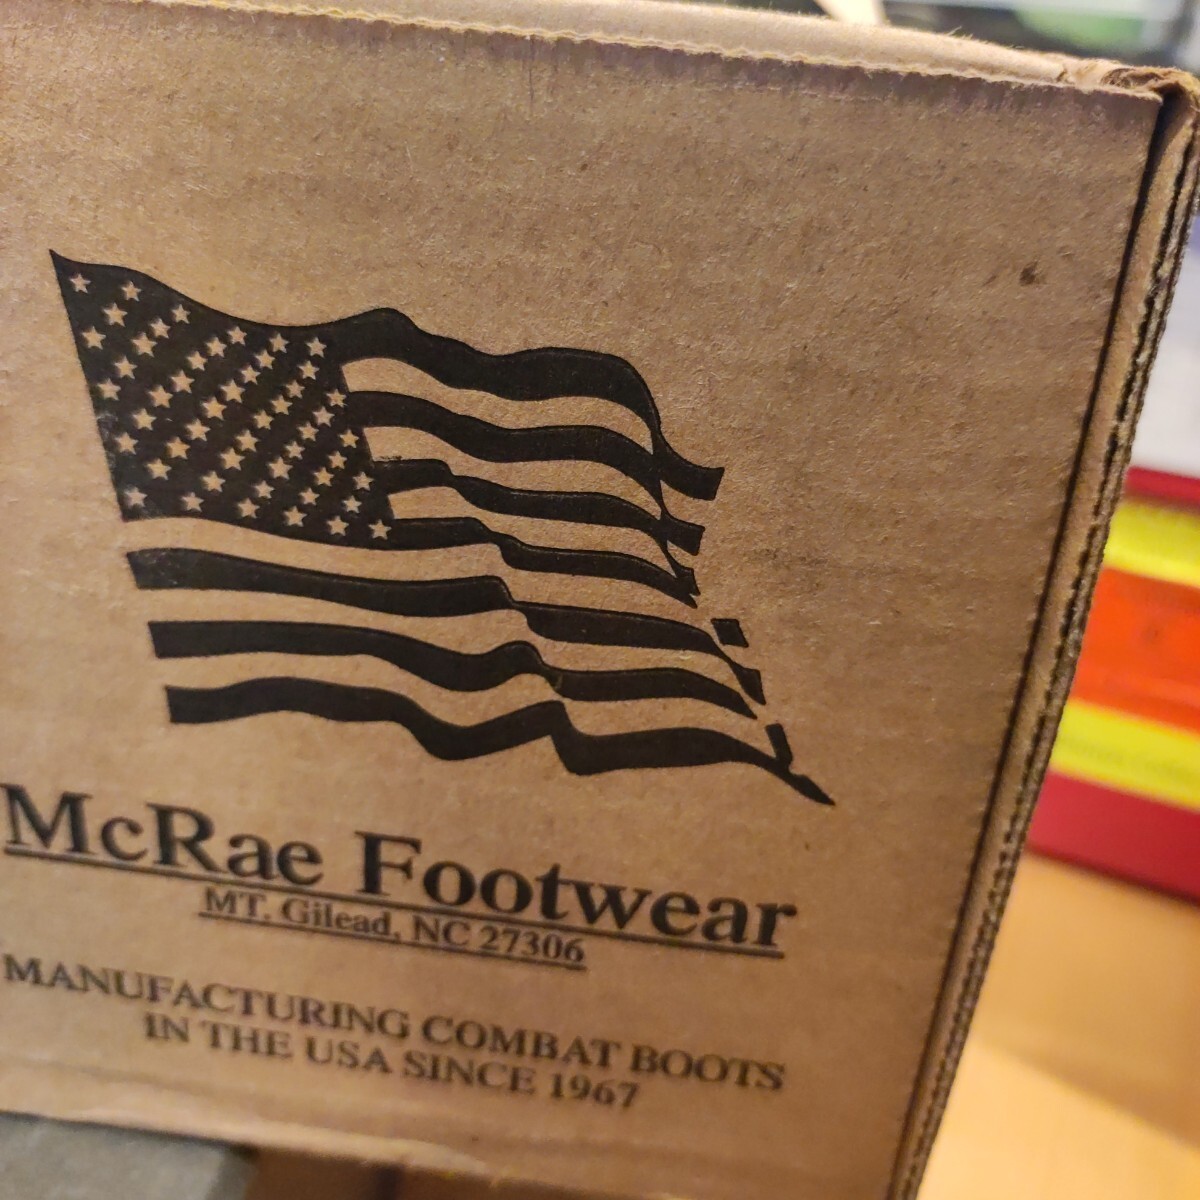 McRae Footwear
MT. Gilead, NC 27306
MANUFACTURING COMBAT BOOTS
IN THE USA SINCE 1967